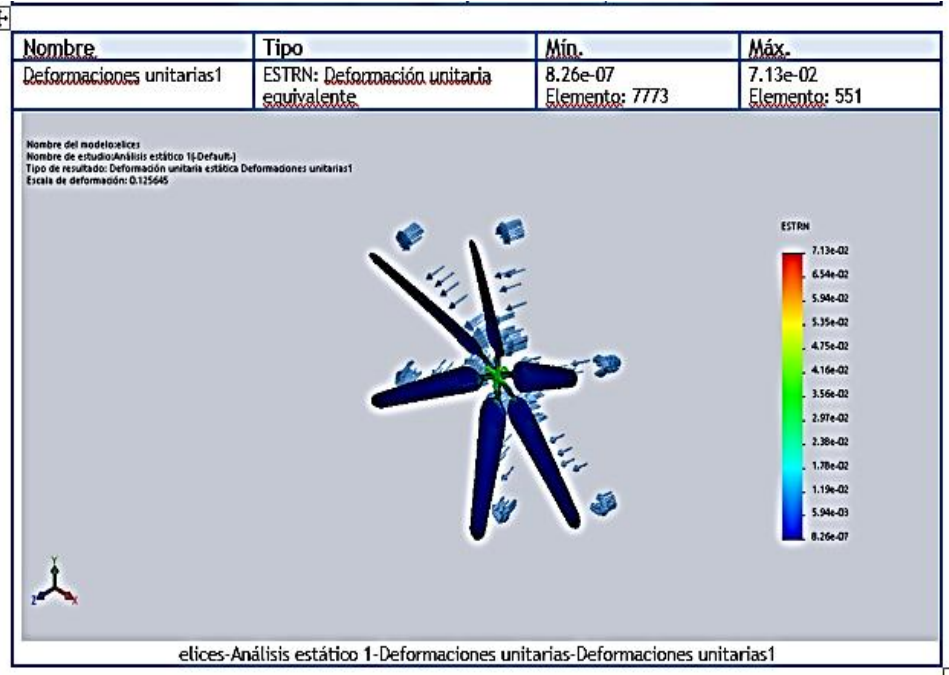 Nombre Tipo Mín. Máx.
Deformaciones unitarias1 ESTRN: Deformación unitaria equivalente 8.26e-07 Elemento: 7773 7.13e-02 Elemento: 551
Nombre del modelo:elices
Nombre de estudio:Análisis estático 1(-Default-)
Tipo de resultado: Deformación unitaria estática Deformaciones unitarias1
Escala de deformación: 0.125645
ESTRN
7.13e-02
6.54e-02
5.94e-02
5.35e-02
4.75e-02
4.16e-02
3.56e-02
2.97e-02
2.38e-02
1.78e-02
1.19e-02
5.94e-03
8.26e-07
Y
Z
X
elices-Análisis estático 1-Deformaciones unitarias-Deformaciones unitarias1